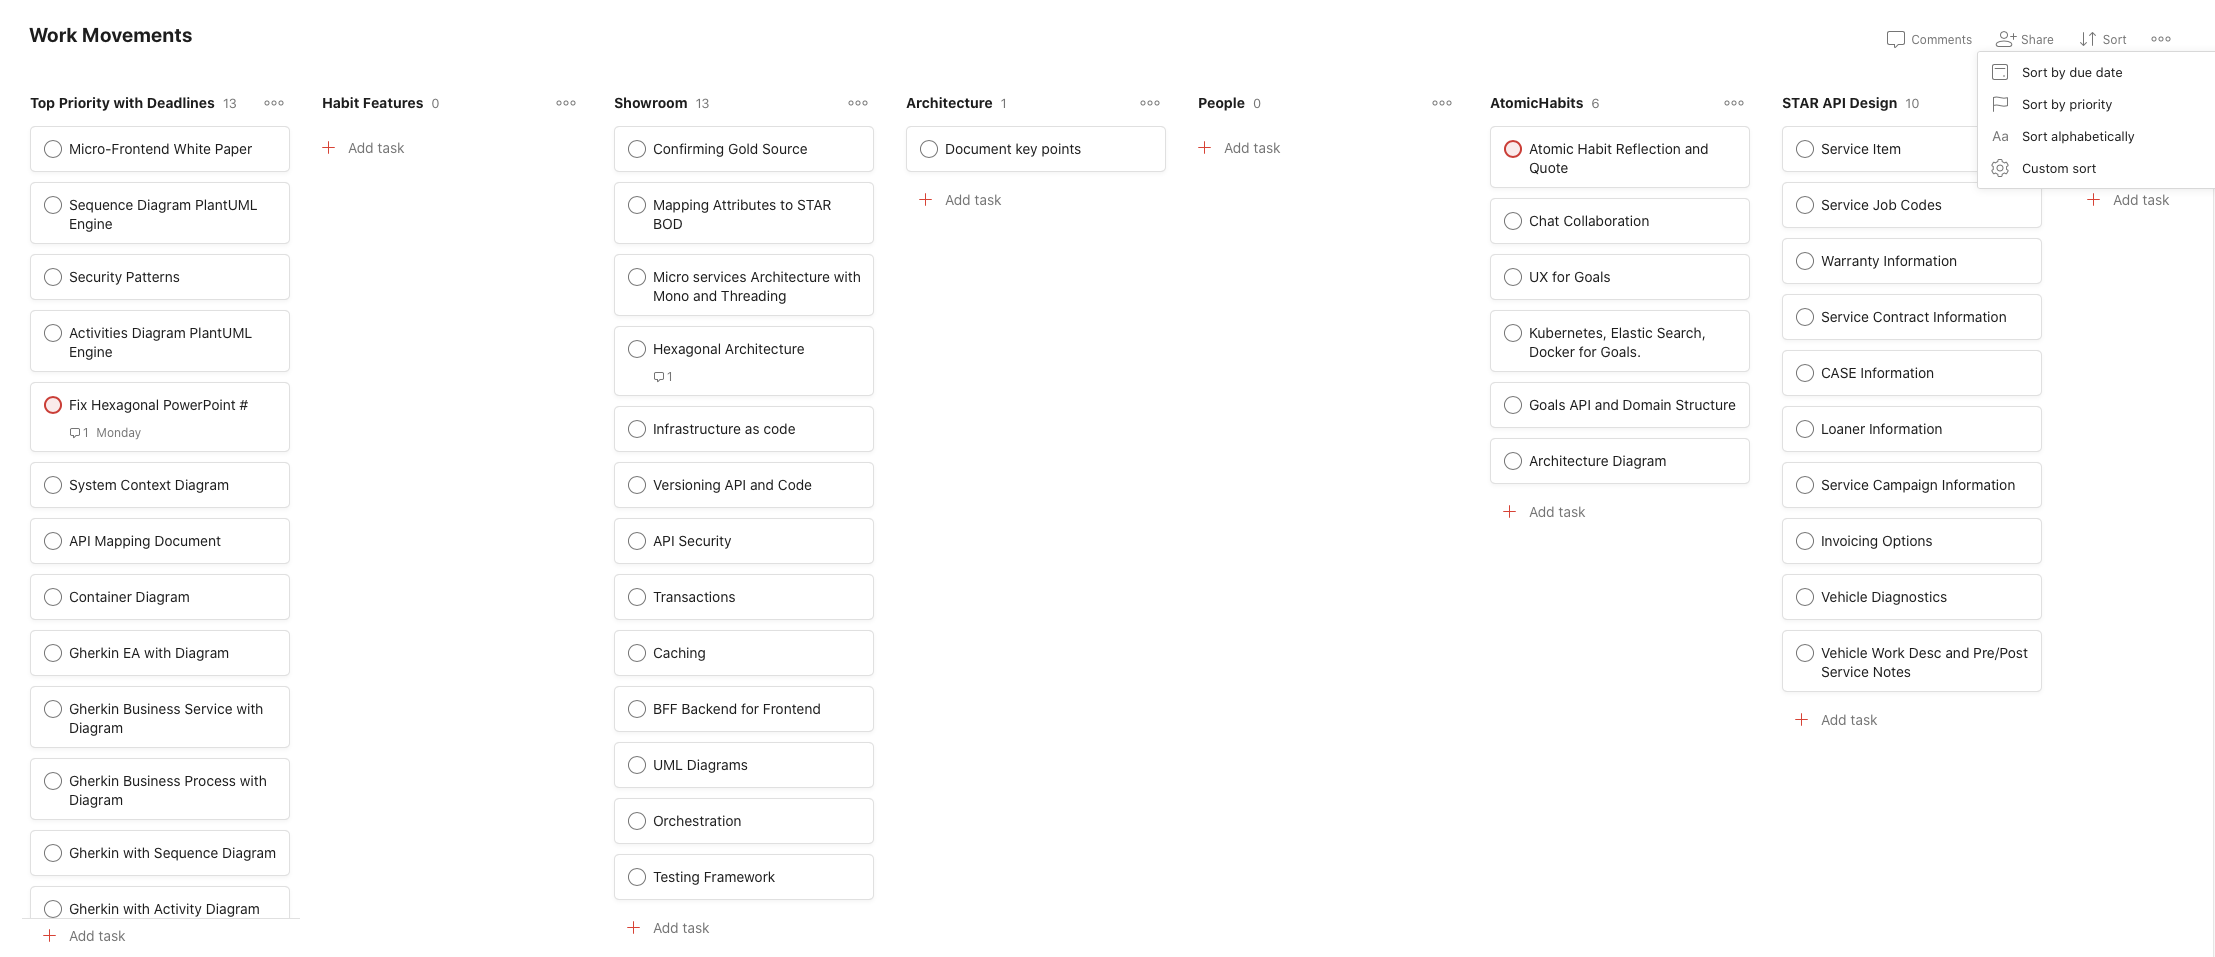 Work Movements
Comments
Share
Sort
Sort by due date
Sort by priority
Aa Sort alphabetically
Custom sort
Top Priority with Deadlines 13
Micro-Frontend White Paper
Sequence Diagram PlantUML
Engine
Security Patterns
Activities Diagram PlantUML
Engine
Fix Hexagonal PowerPoint #
1 Monday
System Context Diagram
API Mapping Document
Container Diagram
Gherkin EA with Diagram
Gherkin Business Service with
Diagram
Gherkin Business Process with
Diagram
Gherkin with Sequence Diagram
Gherkin with Activity Diagram
Add task
Habit Features 0
Add task
Showroom 13
Confirming Gold Source
Mapping Attributes to STAR
BOD
Micro services Architecture with
Mono and Threading
Hexagonal Architecture
1
Infrastructure as code
Versioning API and Code
API Security
Transactions
Caching
BFF Backend for Frontend
UML Diagrams
Orchestration
Testing Framework
Add task
Architecture 1
Document key points
Add task
People 0
Add task
AtomicHabits 6
Atomic Habit Reflection and
Quote
Chat Collaboration
UX for Goals
Kubernetes, Elastic Search,
Docker for Goals.
Goals API and Domain Structure
Architecture Diagram
Add task
STAR API Design 10
Service Item
Service Job Codes
Warranty Information
Service Contract Information
CASE Information
Loaner Information
Service Campaign Information
Invoicing Options
Vehicle Diagnostics
Vehicle Work Desc and Pre/Post
Service Notes
Add task
Add task